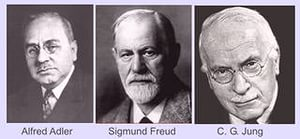 Alfred Adler
Sigmund Freud
C. G. Jung